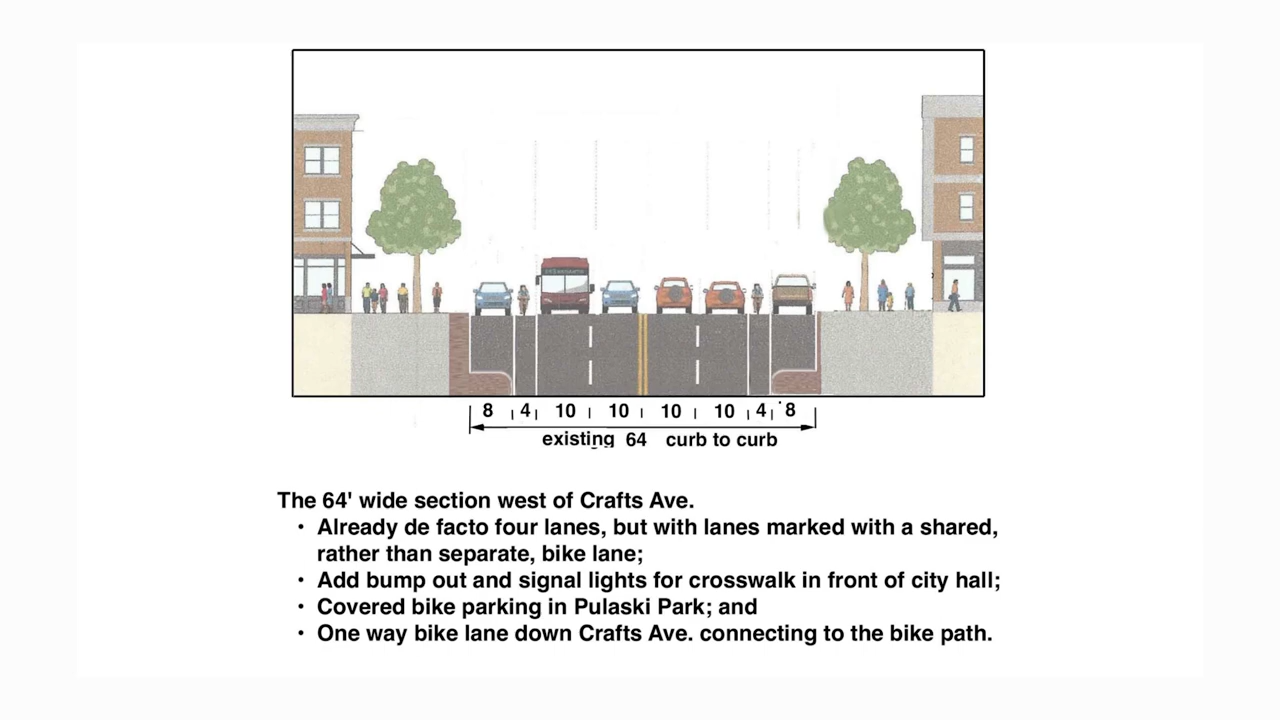 8 4 10 10 10 10 4 8
existing 64 curb to curb
The 64' wide section west of Crafts Ave.
• Already de facto four lanes, but with lanes marked with a shared,
rather than separate, bike lane;
• Add bump out and signal lights for crosswalk in front of city hall;
• Covered bike parking in Pulaski Park; and
• One way bike lane down Crafts Ave. connecting to the bike path.